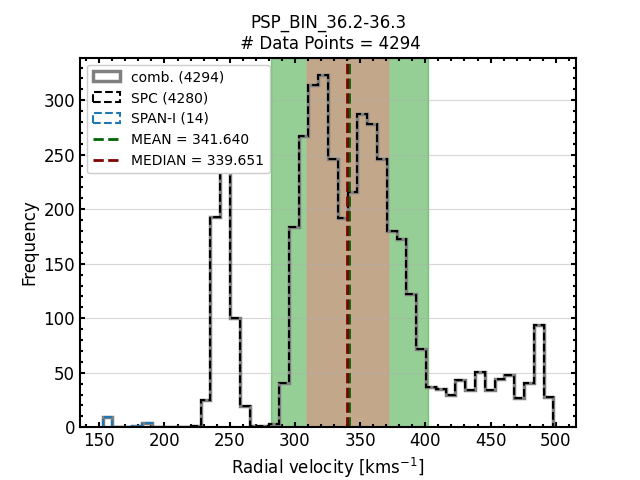 PSP_BIN_36.2-36.3
# Data Points = 4294
comb. (4294)
SPC (4280)
SPAN-I (14)
MEAN = 341.640
MEDIAN = 339.651
Frequency
300
250
200
150
100
50
0
150 200 250 300 350 400 450 500
Radial velocity [kms⁻¹]